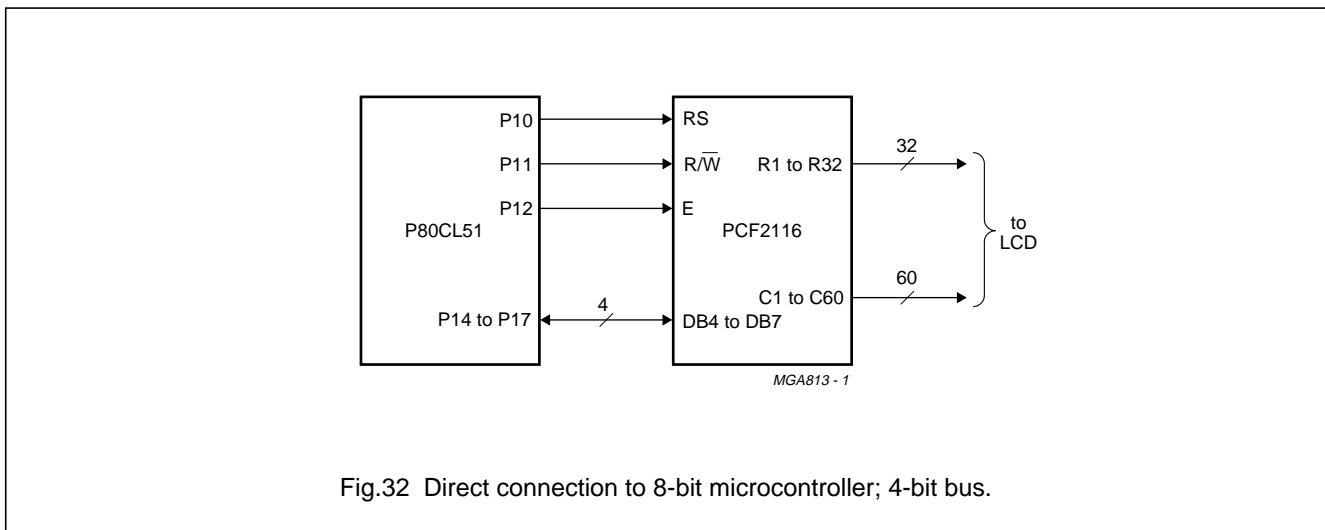 P10
RS
P11
R/W̅
R1 to R32
32
P12
E
P80CL51
PCF2116
to
LCD
C1 to C60
60
P14 to P17
4
DB4 to DB7
MGA813 - 1
Fig.32 Direct connection to 8-bit microcontroller; 4-bit bus.